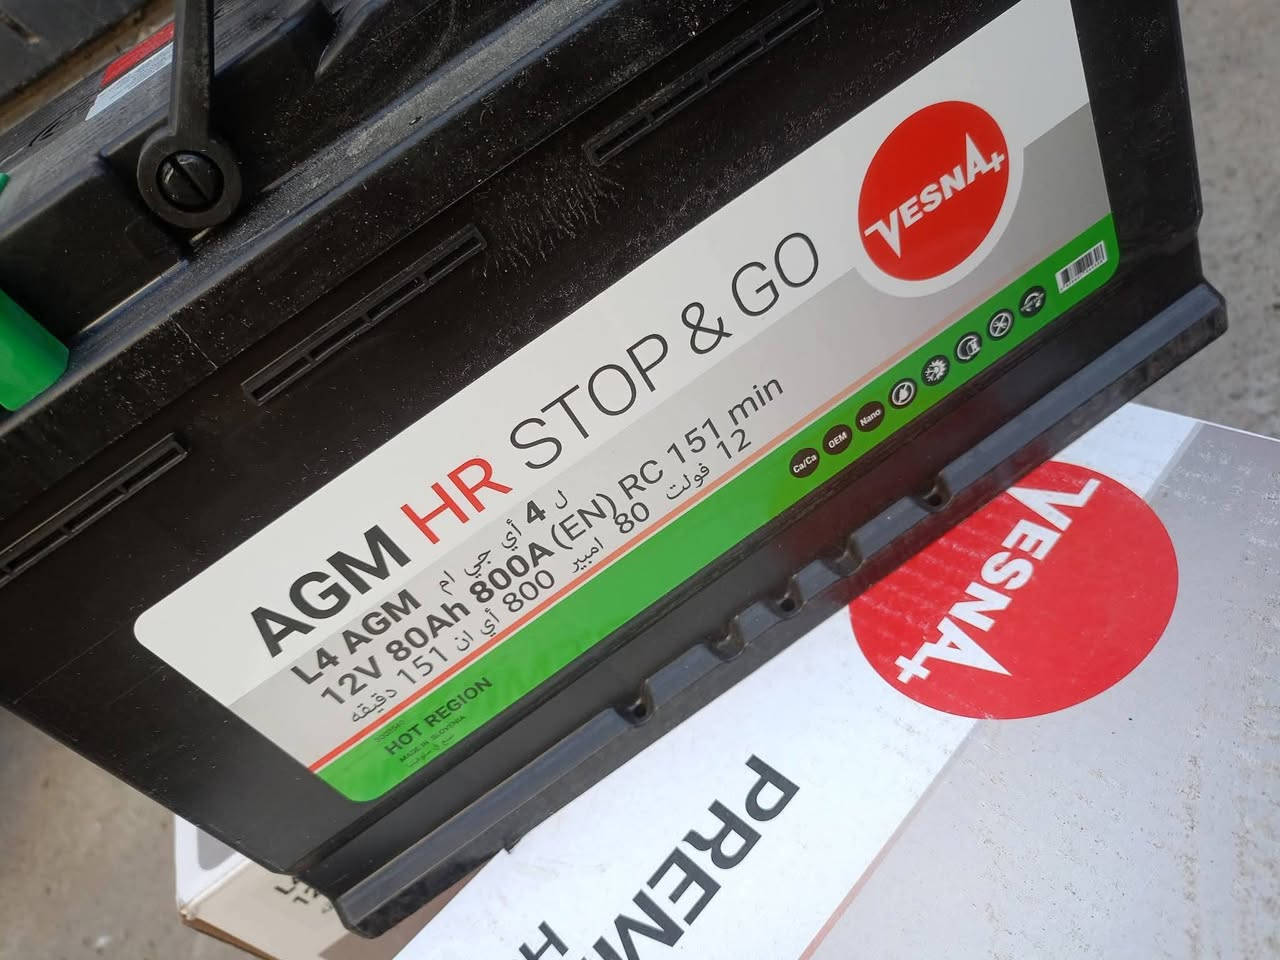 VESNA+
AGM HR STOP & GO
L4 AGM ل 4 أي جي ام
12V 80Ah 800A (EN) RC 151 min
12 فولت 80 امبير 800 أي ان 151 دقيقه
HOT REGION
MADE IN SLOVENIA
Ca/Ca
OEM
Nano
VESNA+
PREM
H